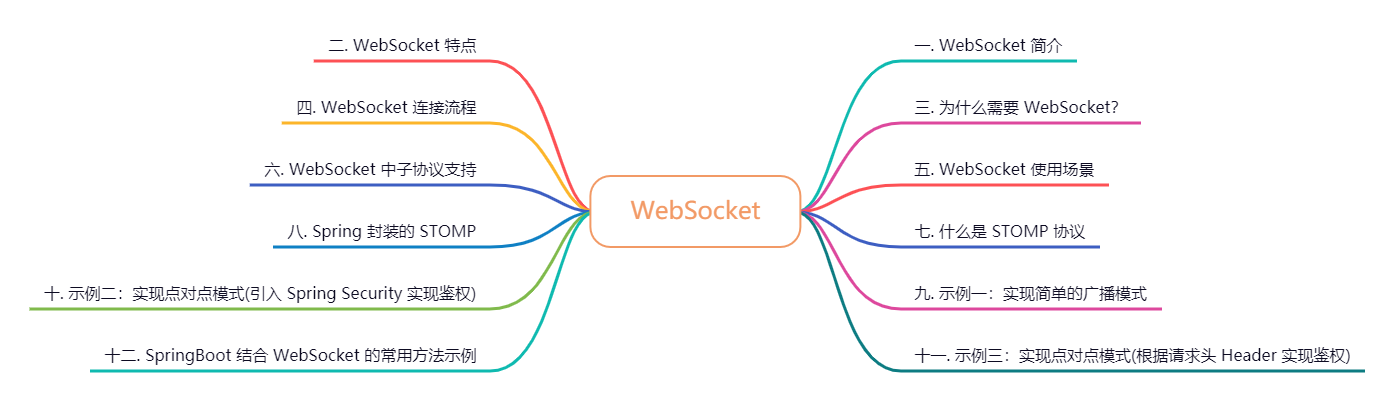 二. WebSocket 特点
一. WebSocket 简介
四. WebSocket 连接流程
三. 为什么需要 WebSocket?
六. WebSocket 中子协议支持
五. WebSocket 使用场景
WebSocket
八. Spring 封装的 STOMP
七. 什么是 STOMP 协议
十. 示例二：实现点对点模式(引入 Spring Security 实现鉴权)
九. 示例一：实现简单的广播模式
十二. SpringBoot 结合 WebSocket 的常用方法示例
十一. 示例三：实现点对点模式(根据请求头 Header 实现鉴权)